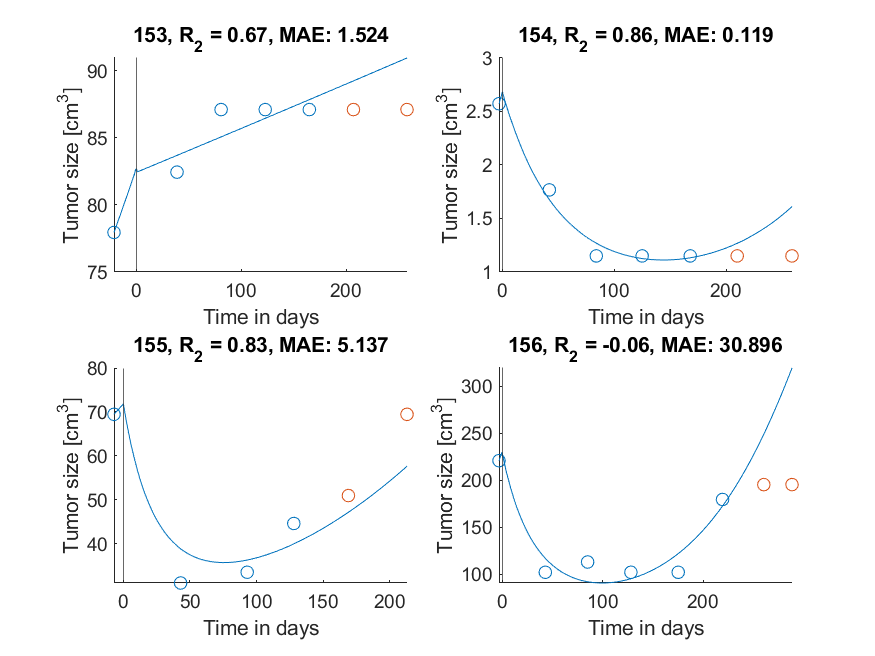 153, R2 = 0.67, MAE: 1.524
90
85
80
75
Tumor size [cm3]
0
100
200
Time in days
154, R2 = 0.86, MAE: 0.119
3
2.5
2
1.5
1
Tumor size [cm3]
0
100
200
Time in days
155, R2 = 0.83, MAE: 5.137
80
70
60
50
40
Tumor size [cm3]
0
50
100
150
200
Time in days
156, R2 = -0.06, MAE: 30.896
300
250
200
150
100
Tumor size [cm3]
0
100
200
Time in days